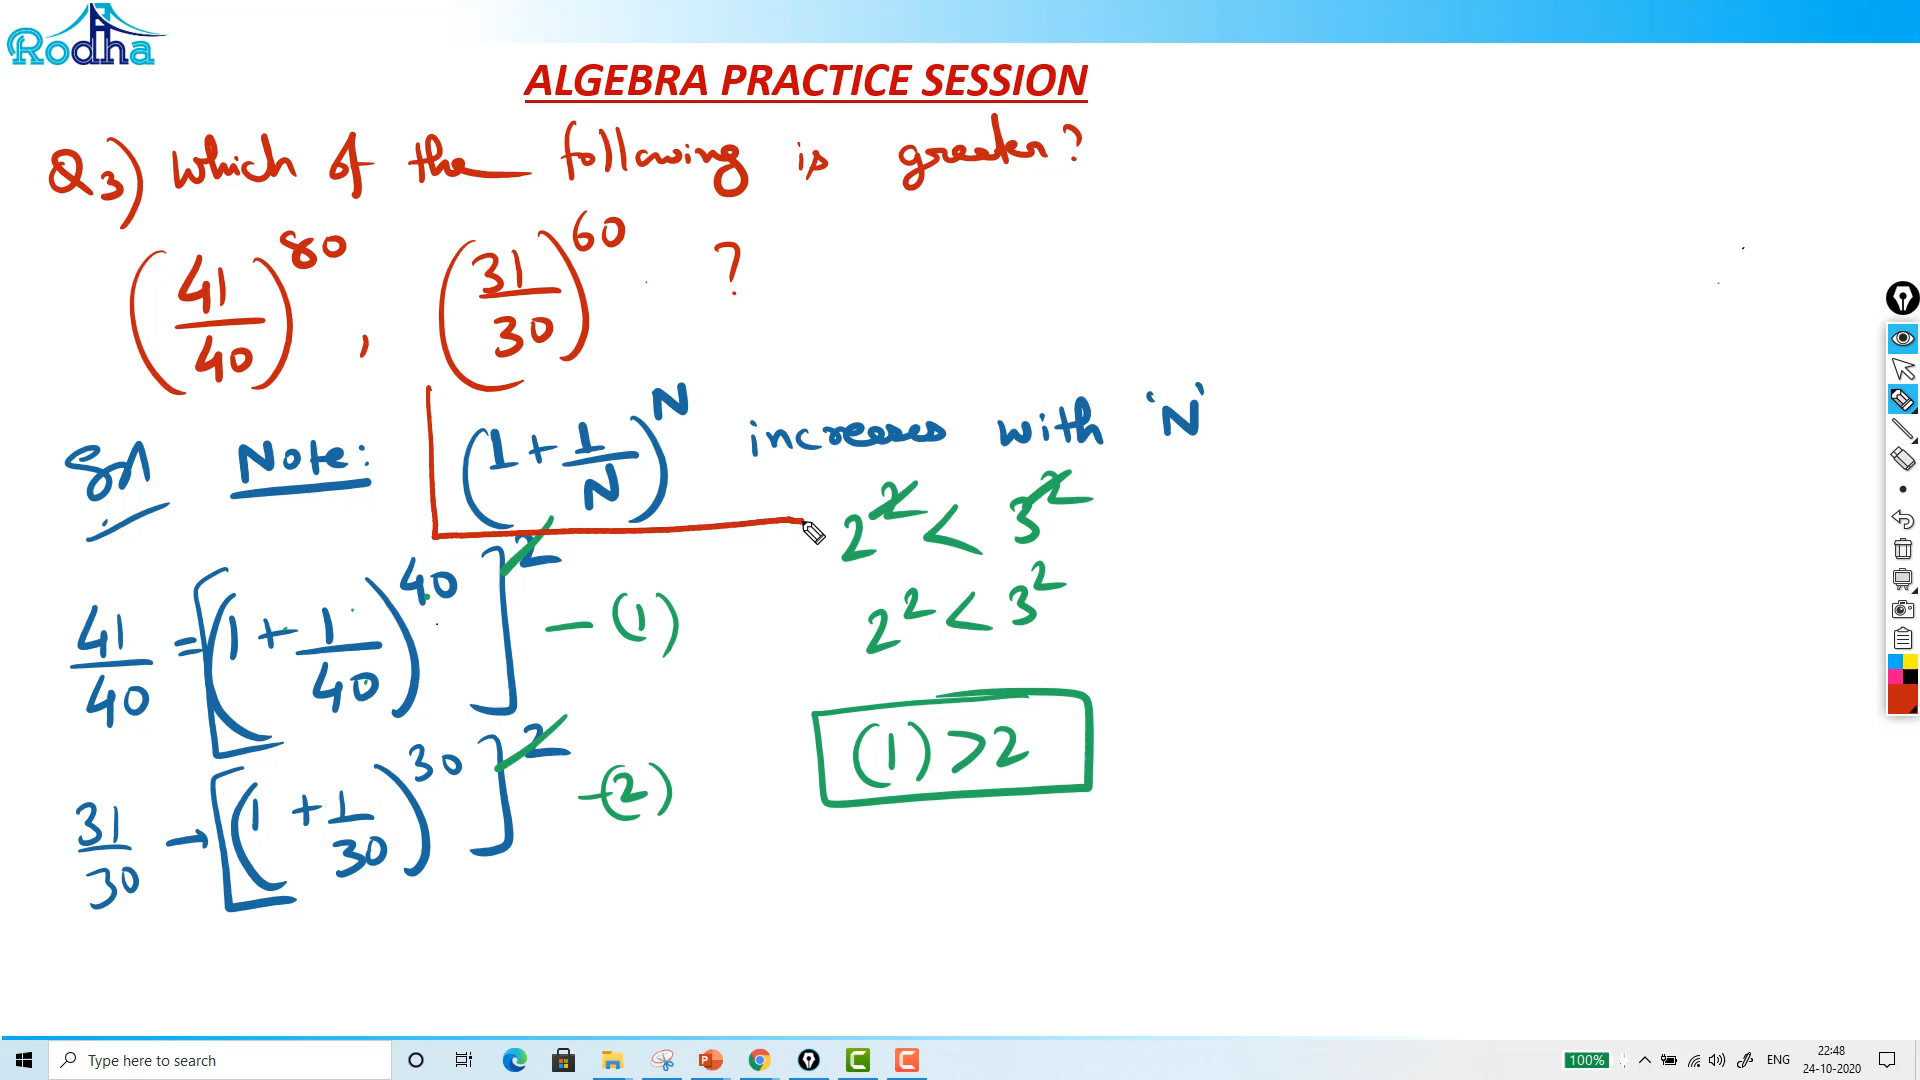 Rodha
ALGEBRA PRACTICE SESSION
Q3) Which of the following is greater?
(41/40)^80 , (31/30)^60 ?
Sol Note: (1 + 1/N)^N increases with 'N'
2^2 < 3^2
2^2 < 3^2
41/40 = [(1 + 1/40)^40]^2 — (1)
(1) > 2
31/30 → [(1 + 1/30)^30]^2 — (2)
Type here to search
100%
ENG
22:48
24-10-2020